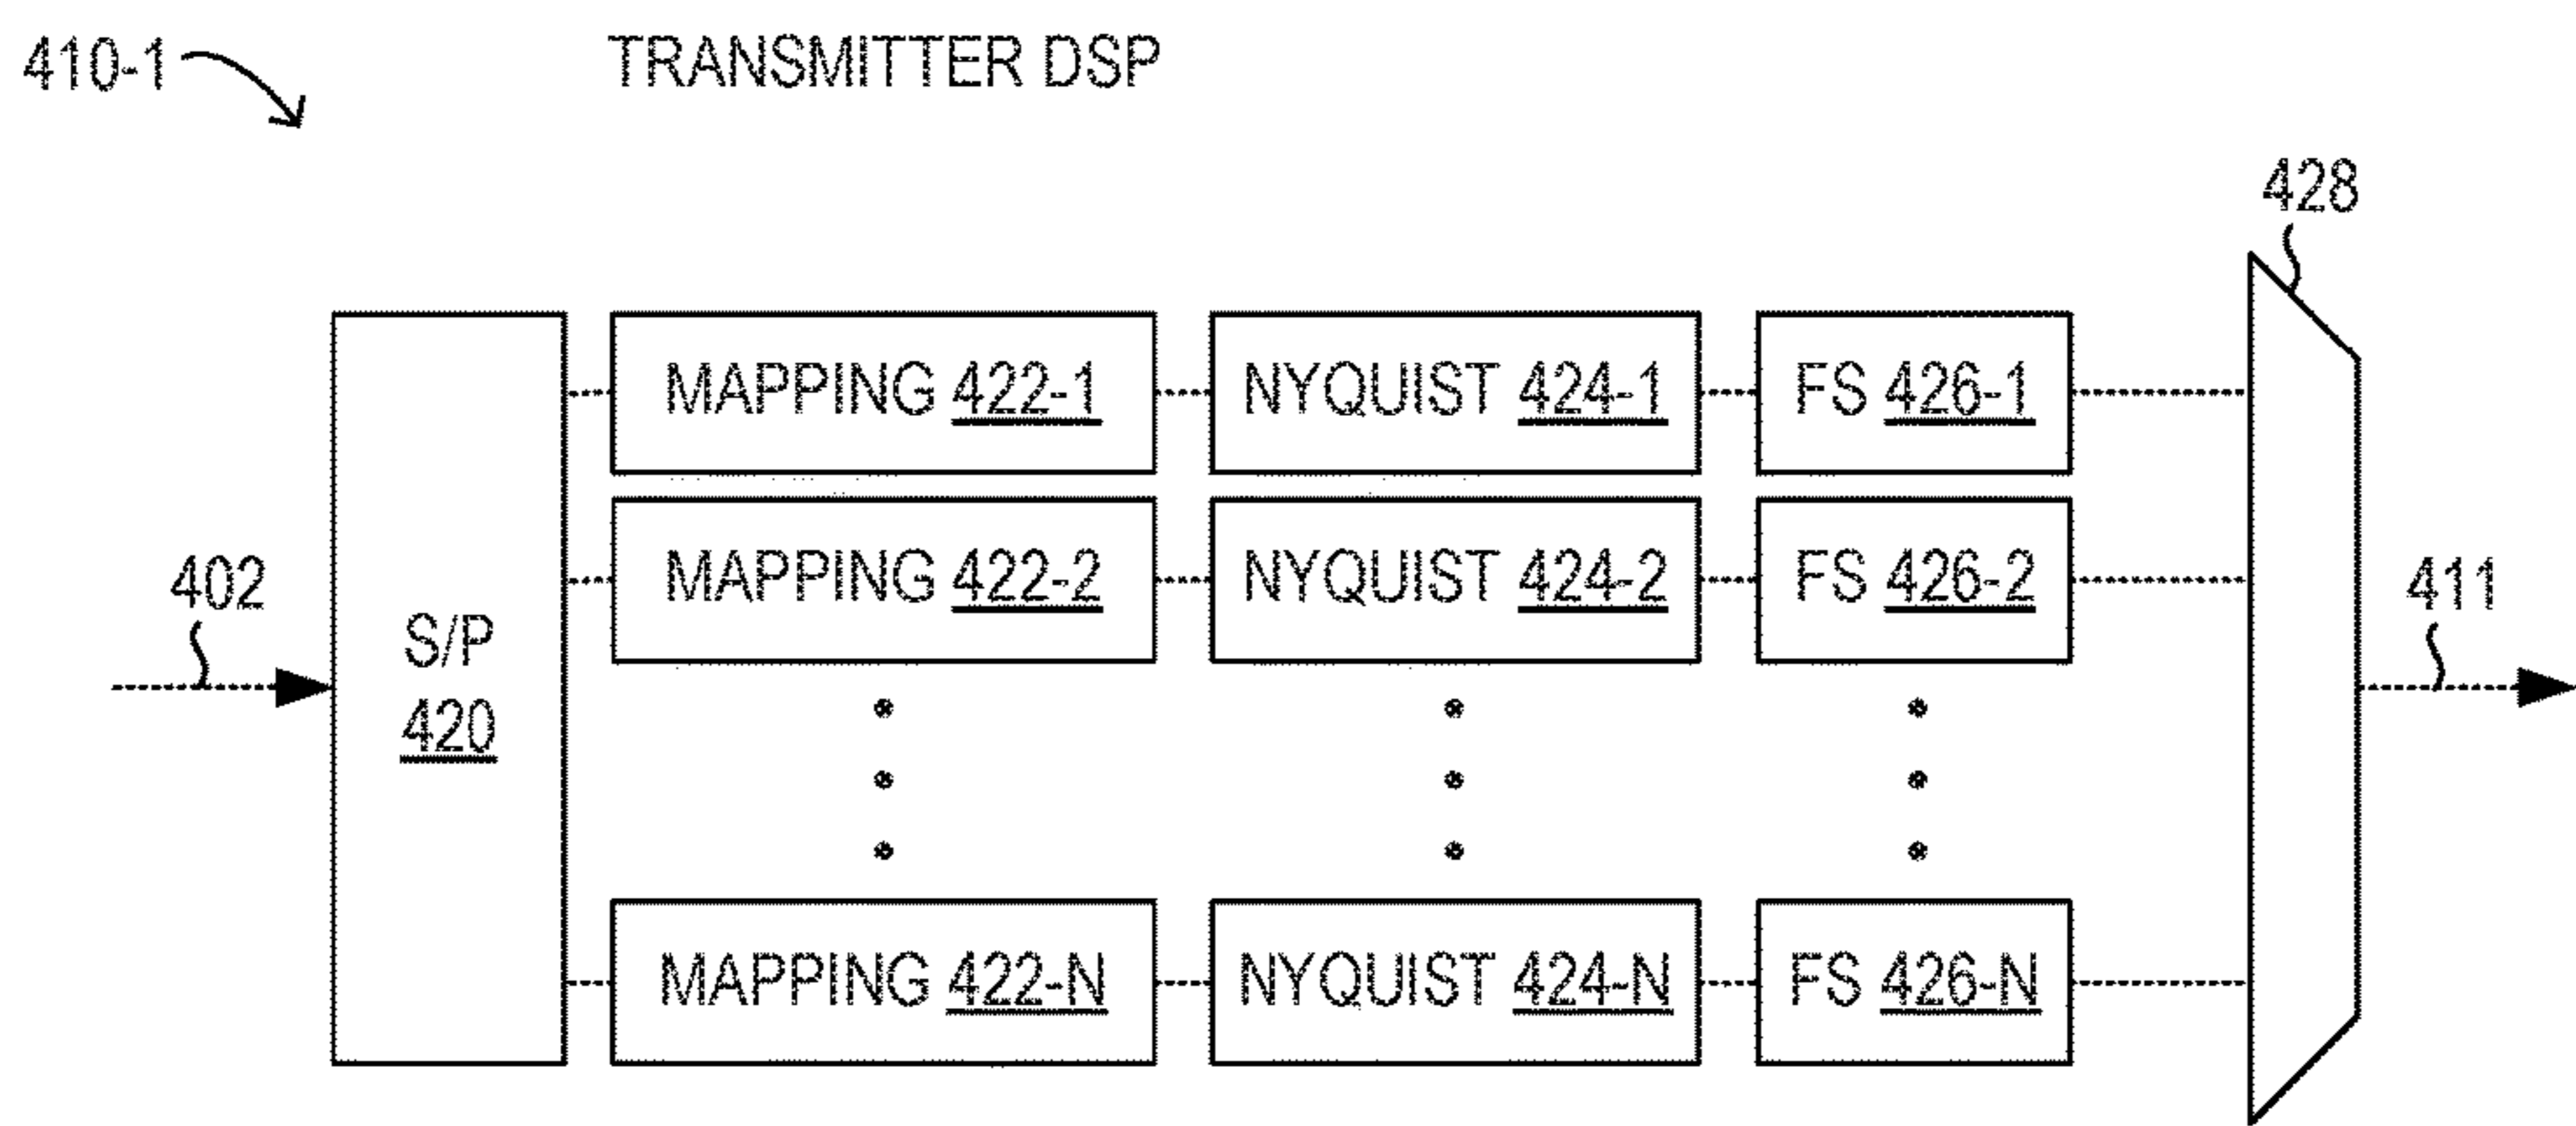 410-1
TRANSMITTER DSP
428
MAPPING 422-1
NYQUIST 424-1
FS 426-1
402
S/P
420
MAPPING 422-2
NYQUIST 424-2
FS 426-2
411
MAPPING 422-N
NYQUIST 424-N
FS 426-N